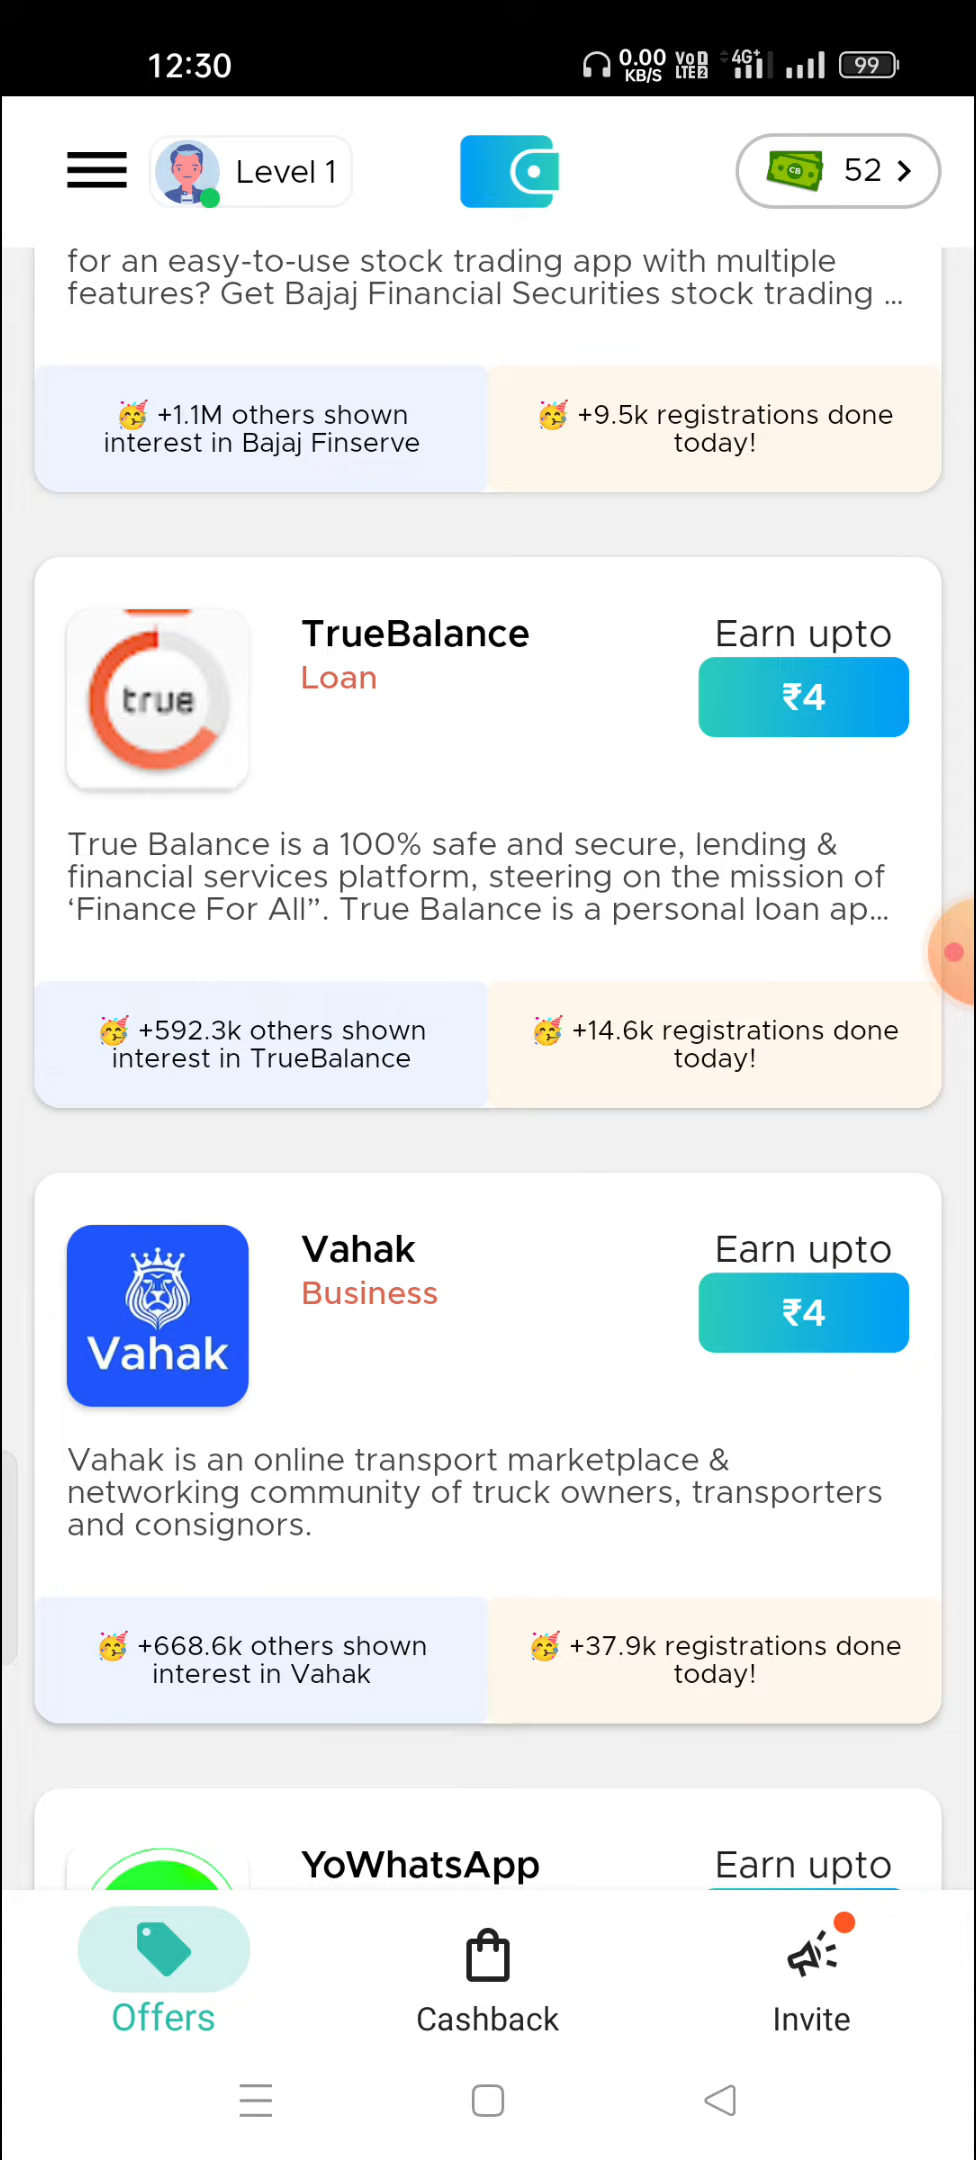 12:30
0.00
KB/S
Vo
LTE2
4G+
99
Level 1
CB
52
for an easy-to-use stock trading app with multiple
features? Get Bajaj Financial Securities stock trading ...
🥳 +1.1M others shown
interest in Bajaj Finserve
🥳 +9.5k registrations done
today!
true
TrueBalance
Loan
Earn upto
₹4
True Balance is a 100% safe and secure, lending &
financial services platform, steering on the mission of
‘Finance For All”. True Balance is a personal loan ap...
🥳 +592.3k others shown
interest in TrueBalance
🥳 +14.6k registrations done
today!
Vahak
Vahak
Business
Earn upto
₹4
Vahak is an online transport marketplace &
networking community of truck owners, transporters
and consignors.
🥳 +668.6k others shown
interest in Vahak
🥳 +37.9k registrations done
today!
YoWhatsApp
Earn upto
Offers
Cashback
Invite